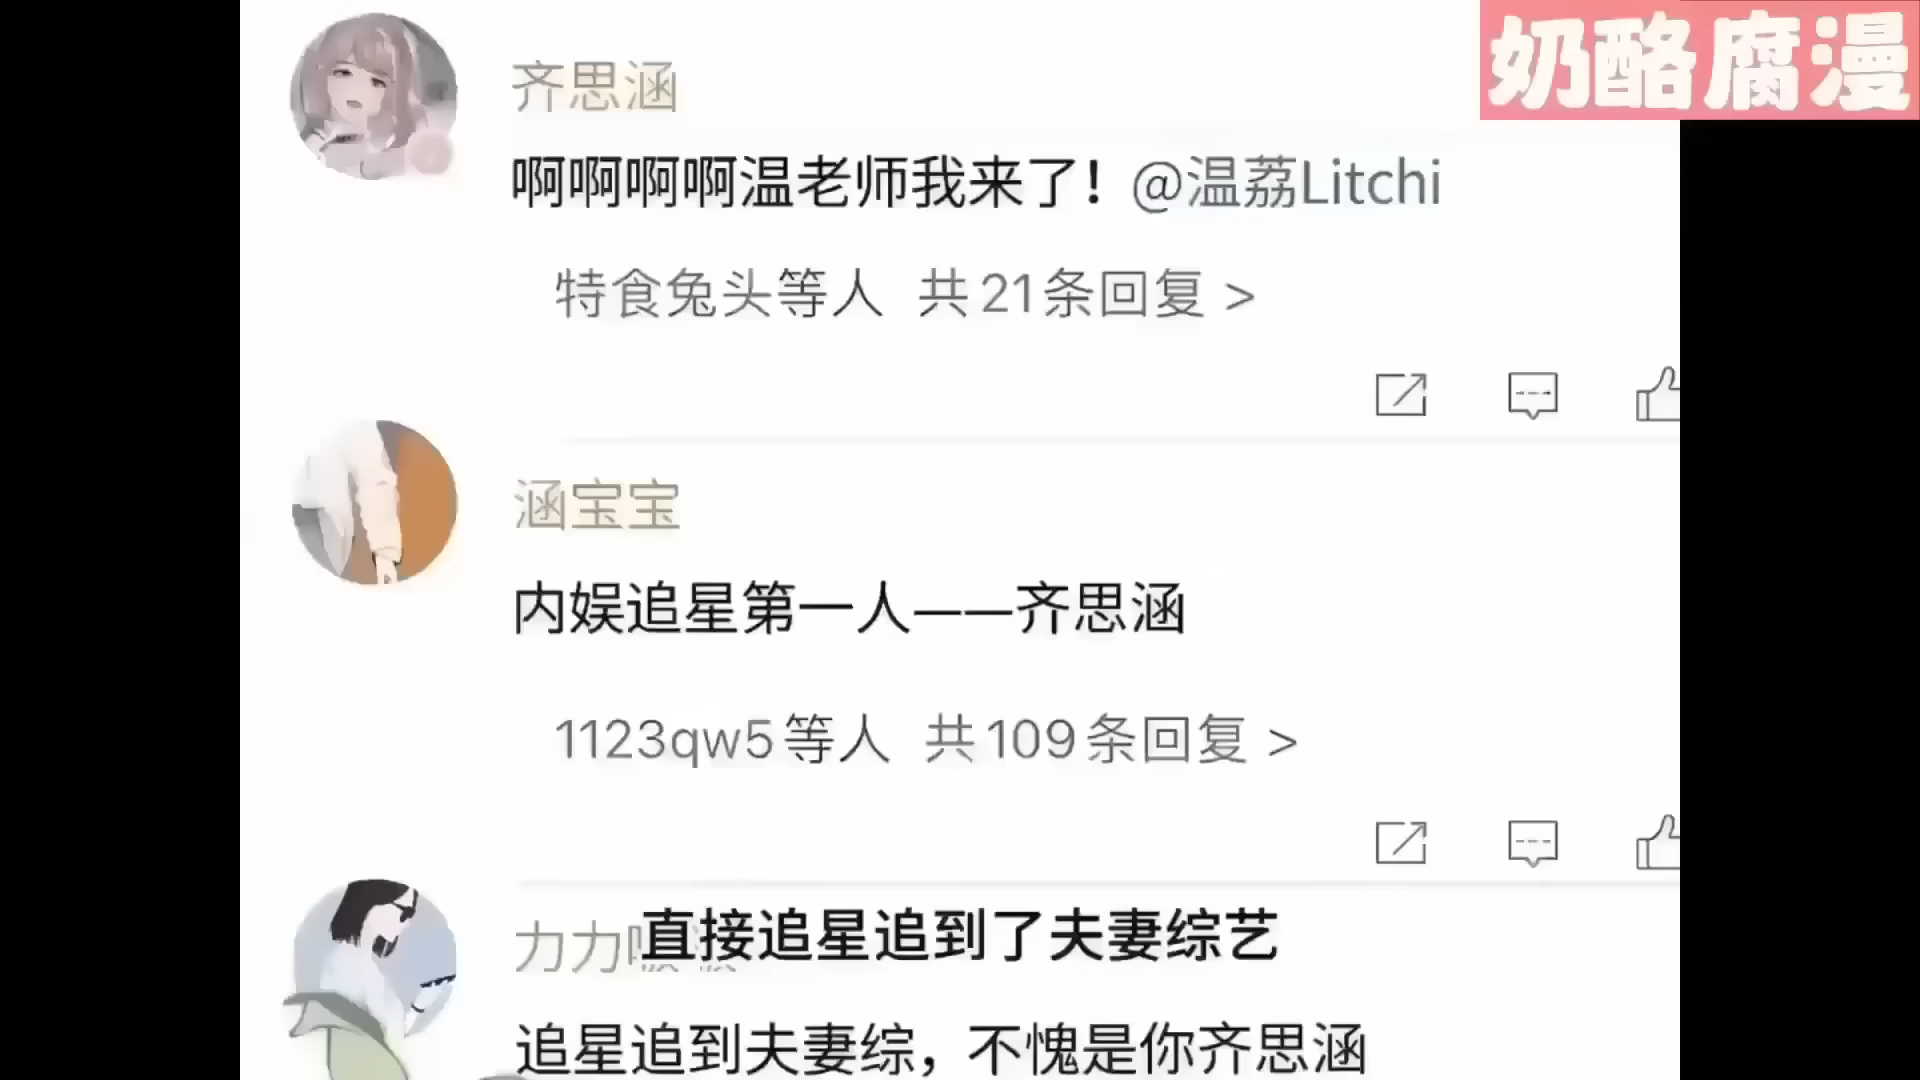 奶酪腐漫
齐思涵
啊啊啊啊温老师我来了！@温荔Litchi
特食兔头等人 共21条回复 >
涵宝宝
内娱追星第一人——齐思涵
1123qw5等人 共109条回复 >
力力
直接追星追到了夫妻综艺
追星追到夫妻综，不愧是你齐思涵